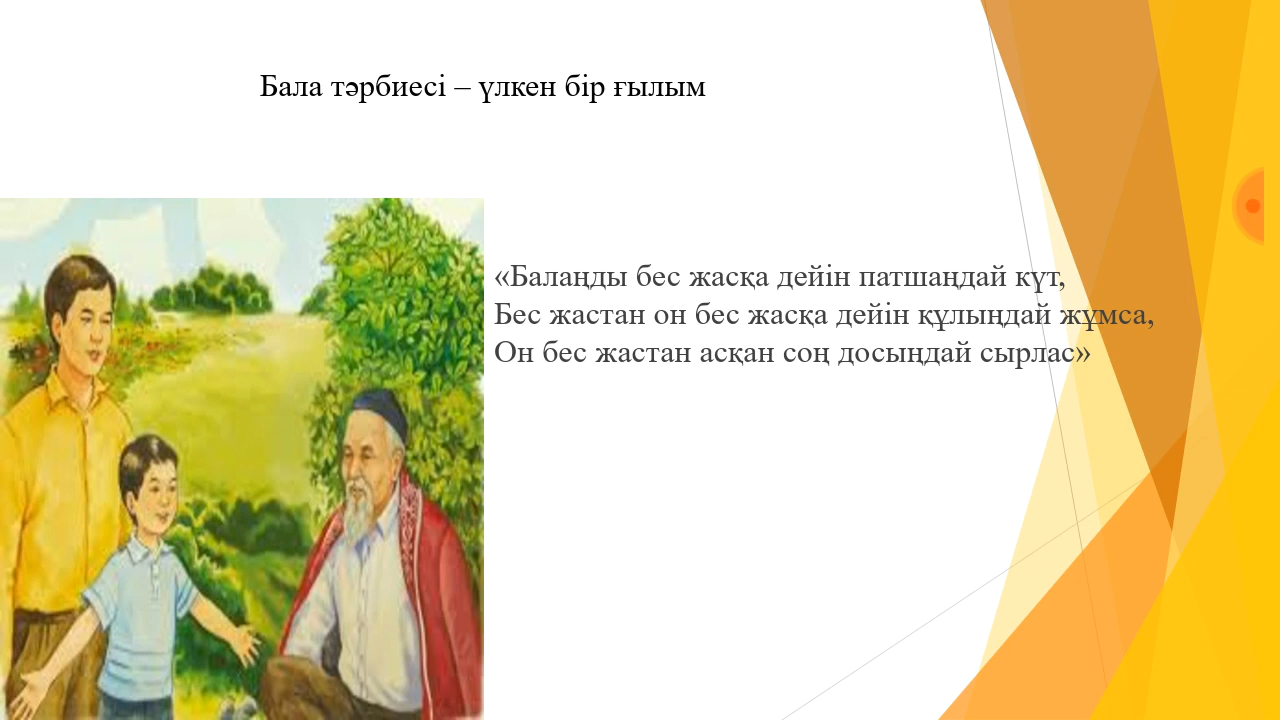 Бала тәрбиесі – үлкен бір ғылым
«Балаңды бес жасқа дейін патшаңдай күт,
Бес жастан он бес жасқа дейін құлыңдай жұмса,
Он бес жастан асқан соң досыңдай сырлас»